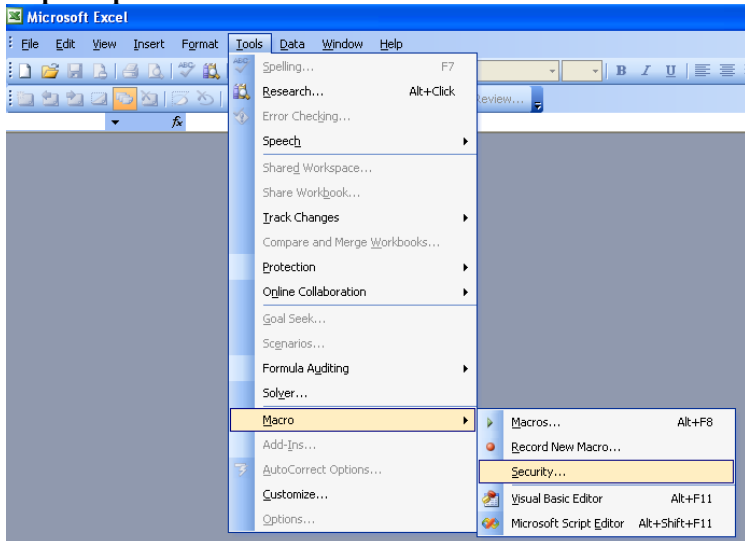 Microsoft Excel
File Edit View Insert Format Tools Data Window Help
B I U
Review...
fx
ABC Spelling... F7
Research... Alt+Click
Error Checking...
Speech
Shared Workspace...
Share Workbook...
Track Changes
Compare and Merge Workbooks...
Protection
Online Collaboration
Goal Seek...
Scenarios...
Formula Auditing
Solver...
Macro
Macros... Alt+F8
Add-Ins...
Record New Macro...
AutoCorrect Options...
Security...
Customize...
Visual Basic Editor Alt+F11
Options...
Microsoft Script Editor Alt+Shift+F11